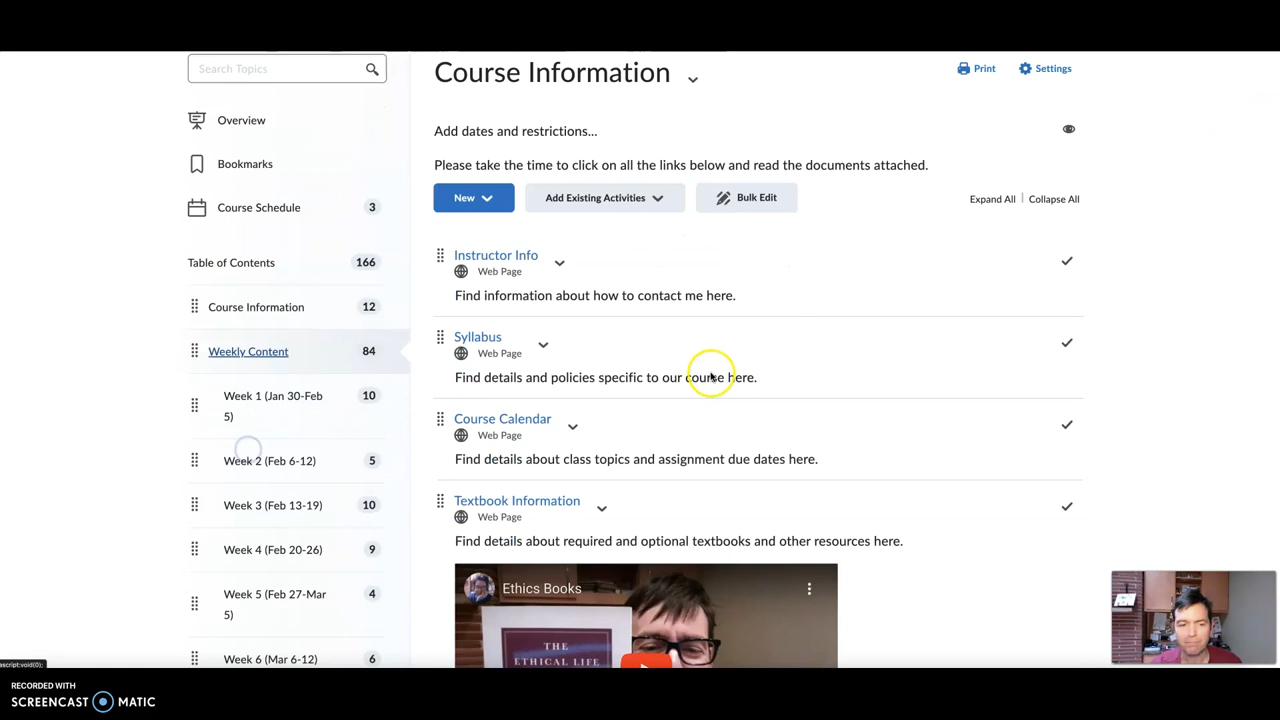 Search Topics
Overview
Bookmarks
Course Schedule 3
Table of Contents 166
Course Information 12
Weekly Content 84
Week 1 (Jan 30-Feb 5) 10
Week 2 (Feb 6-12) 5
Week 3 (Feb 13-19) 10
Week 4 (Feb 20-26) 9
Week 5 (Feb 27-Mar 5) 4
Week 6 (Mar 6-12) 6
Course Information
Print Settings
Add dates and restrictions...
Please take the time to click on all the links below and read the documents attached.
New Add Existing Activities Bulk Edit Expand All Collapse All
Instructor Info
Web Page
Find information about how to contact me here.
Syllabus
Web Page
Find details and policies specific to our course here.
Course Calendar
Web Page
Find details about class topics and assignment due dates here.
Textbook Information
Web Page
Find details about required and optional textbooks and other resources here.
Ethics Books
THE
ETHICAL LIFE
ascript:void(0);
RECORDED WITH
SCREENCAST MATIC